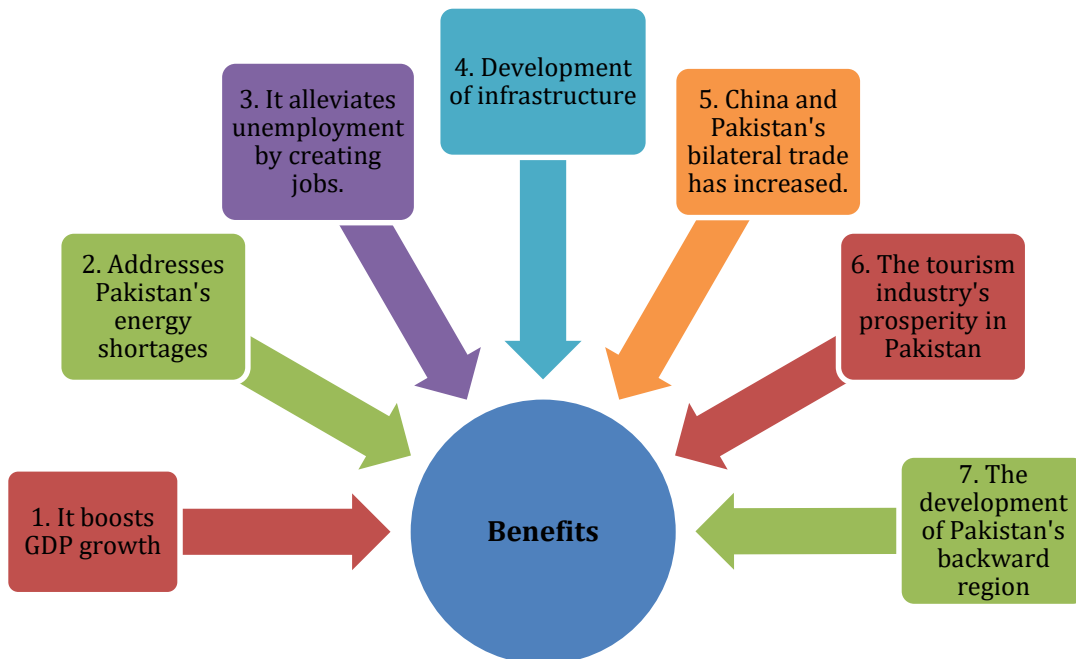 1. It boosts
GDP growth
2. Addresses
Pakistan's
energy
shortages
3. It alleviates
unemployment
by creating
jobs.
4. Development
of infrastructure
5. China and
Pakistan's
bilateral trade
has increased.
6. The tourism
industry's
prosperity in
Pakistan
7. The
development
of Pakistan's
backward
region
Benefits